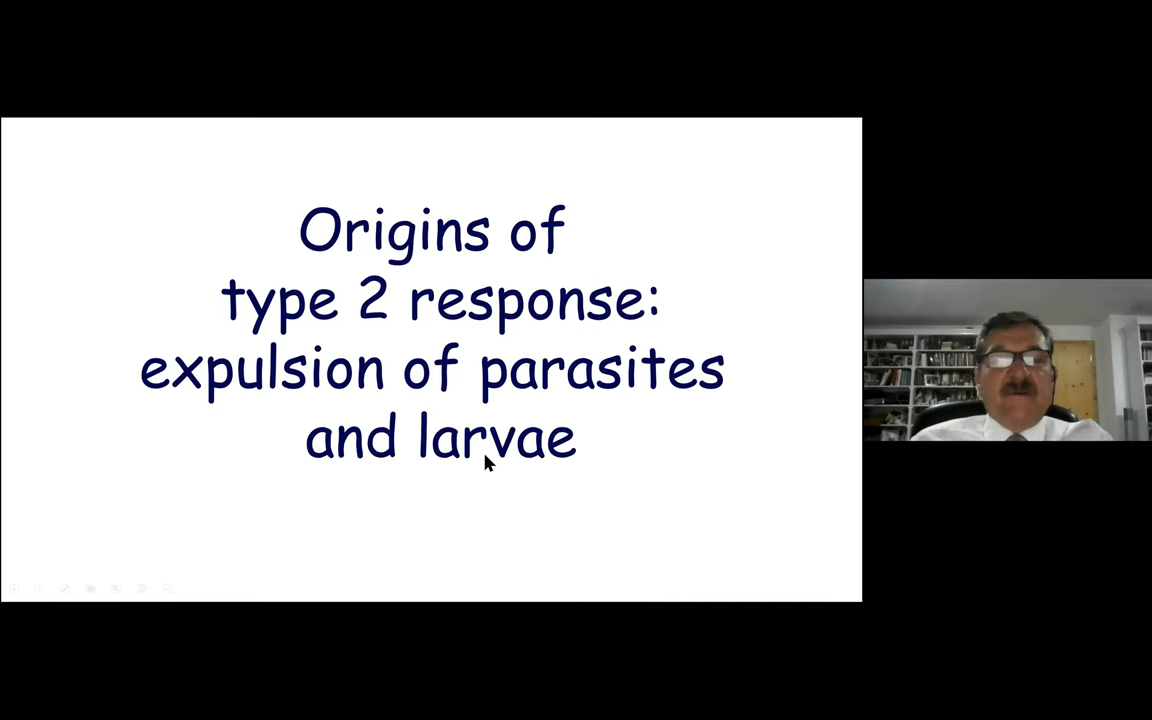 Origins of
type 2 response:
expulsion of parasites
and larvae